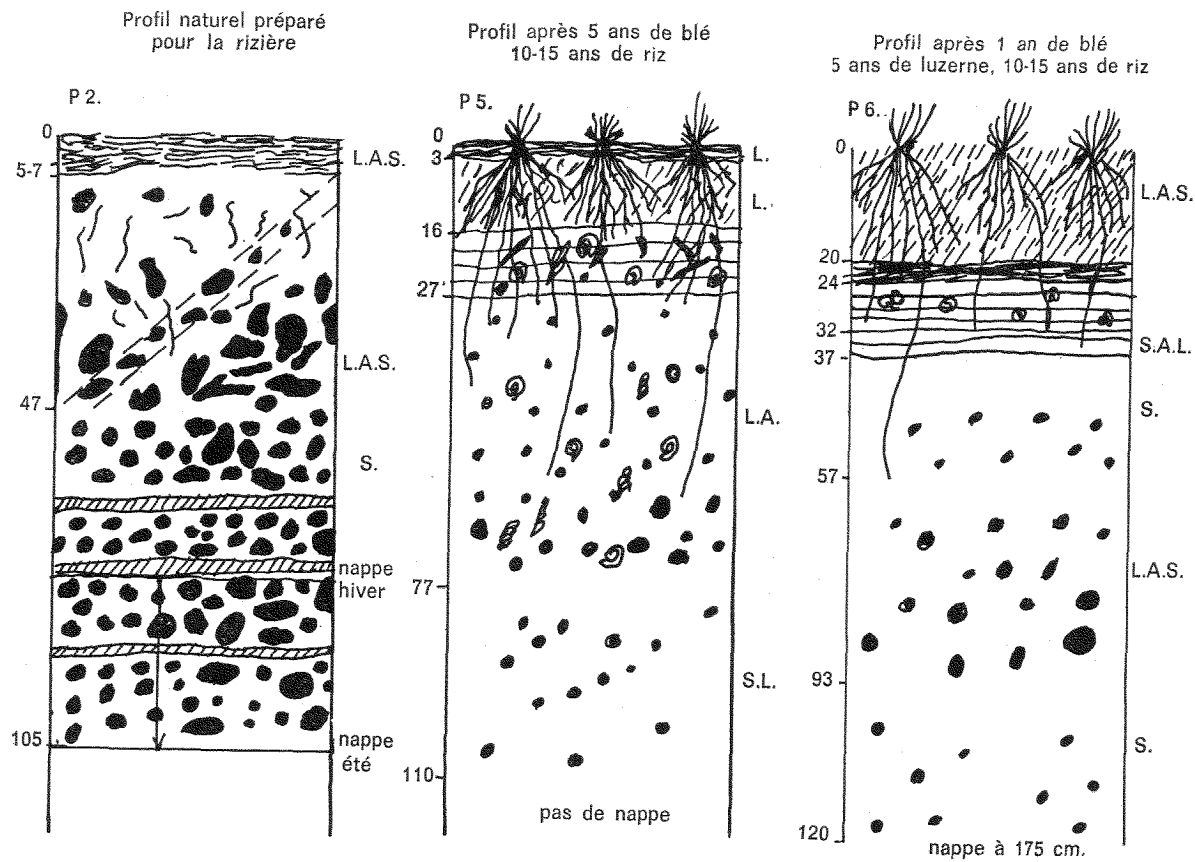 Profil naturel préparé
pour la rizière
P 2.
0
5-7
47
105
L.A.S.
L.A.S.
S.
nappe
hiver
nappe
été
Profil après 5 ans de blé
10-15 ans de riz
P 5.
0
3
16
27
77
110
L.
L.
L.A.
S.L.
pas de nappe
Profil après 1 an de blé
5 ans de luzerne, 10-15 ans de riz
P 6.
0
20
24
32
37
57
93
120
L.A.S.
S.A.L.
S.
L.A.S.
S.
nappe à 175 cm.